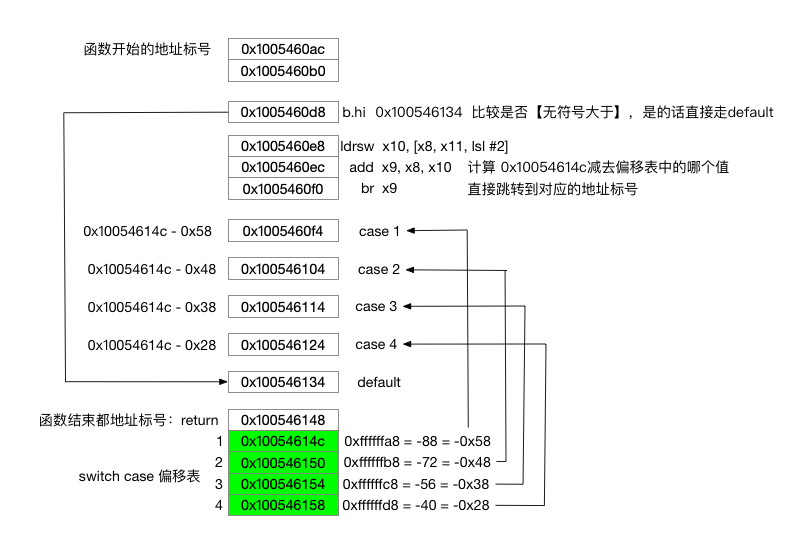 函数开始的地址标号 0x1005460ac
0x1005460b0
0x1005460d8 b.hi 0x100546134 比较是否【无符号大于】，是的话直接走default
0x1005460e8 ldrsw x10, [x8, x11, lsl #2]
0x1005460ec add x9, x8, x10 计算 0x10054614c减去偏移表中的哪个值
0x1005460f0 br x9 直接跳转到对应的地址标号
0x10054614c - 0x58 0x1005460f4 case 1
0x10054614c - 0x48 0x100546104 case 2
0x10054614c - 0x38 0x100546114 case 3
0x10054614c - 0x28 0x100546124 case 4
0x100546134 default
函数结束都地址标号：return 0x100546148
1 0x10054614c 0xffffffa8 = -88 = -0x58
2 0x100546150 0xffffffb8 = -72 = -0x48
switch case 偏移表
3 0x100546154 0xffffffc8 = -56 = -0x38
4 0x100546158 0xffffffd8 = -40 = -0x28